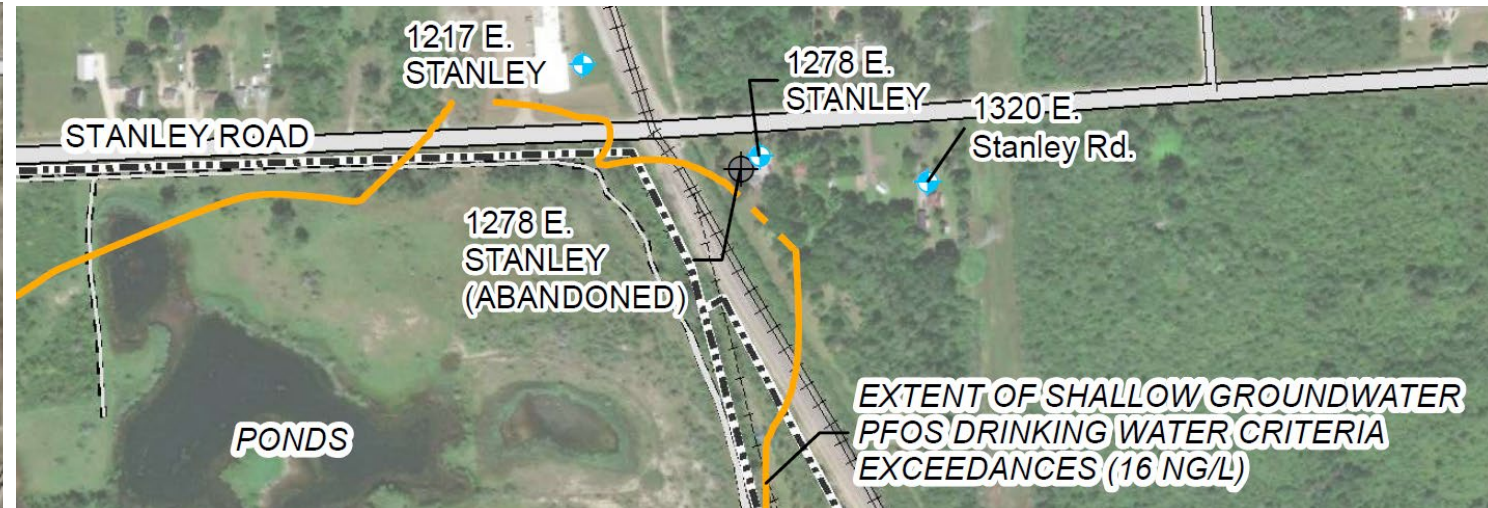 1217 E.
STANLEY
1278 E.
STANLEY
1320 E.
Stanley Rd.
STANLEY ROAD
1278 E.
STANLEY
(ABANDONED)
PONDS
EXTENT OF SHALLOW GROUNDWATER
PFOS DRINKING WATER CRITERIA
EXCEEDANCES (16 NG/L)